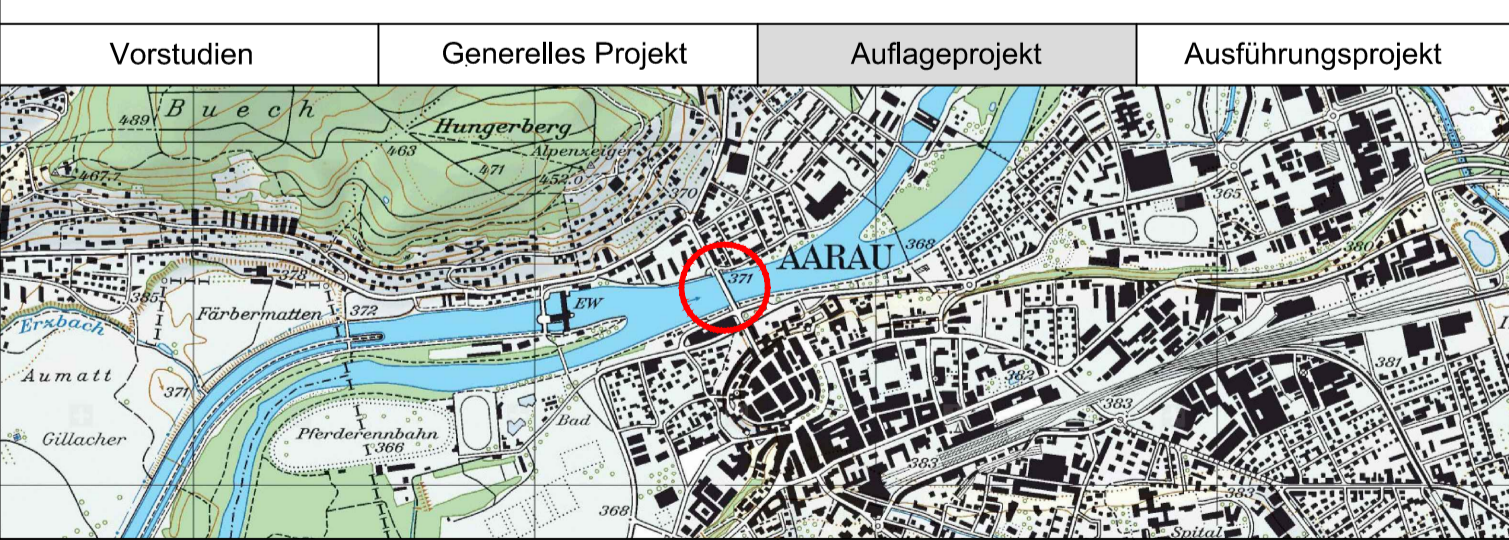 Vorstudien
Generelles Projekt
Auflageprojekt
Ausführungsprojekt
489
Buech
Hungerberg
463
Alpenzeiger
471
452
467.7
370
365
AARAU
368
371
380
378
385
Färbermatten
372
EW
Erzbach
Aumatt
371
381
382
383
Gillacher
Pferderennbahn
366
Bad
383
383
368
Spital